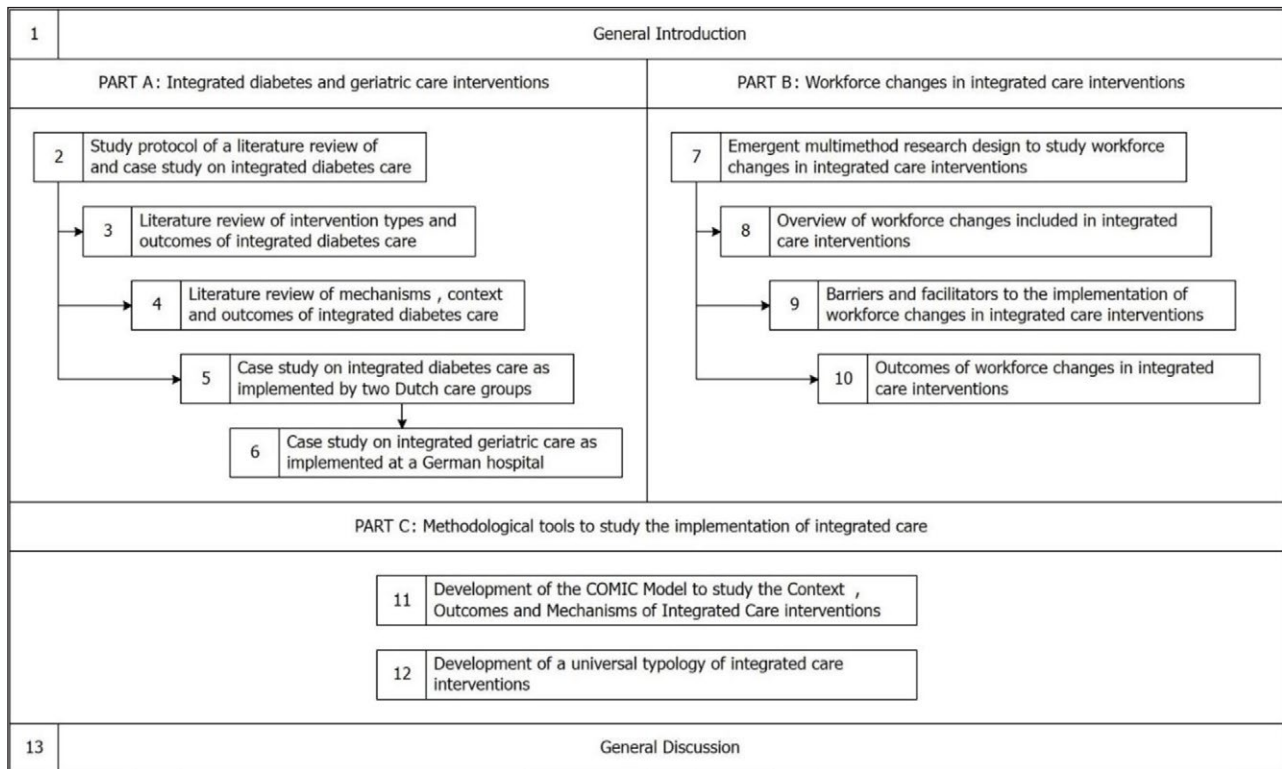 1
General Introduction
PART A: Integrated diabetes and geriatric care interventions
PART B: Workforce changes in integrated care interventions
2
Study protocol of a literature review of
and case study on integrated diabetes care
3
Literature review of intervention types and
outcomes of integrated diabetes care
4
Literature review of mechanisms , context
and outcomes of integrated diabetes care
5
Case study on integrated diabetes care as
implemented by two Dutch care groups
6
Case study on integrated geriatric care as
implemented at a German hospital
7
Emergent multimethod research design to study workforce
changes in integrated care interventions
8
Overview of workforce changes included in integrated
care interventions
9
Barriers and facilitators to the implementation of
workforce changes in integrated care interventions
10
Outcomes of workforce changes in integrated
care interventions
PART C: Methodological tools to study the implementation of integrated care
11
Development of the COMIC Model to study the Context ,
Outcomes and Mechanisms of Integrated Care interventions
12
Development of a universal typology of integrated care
interventions
13
General Discussion